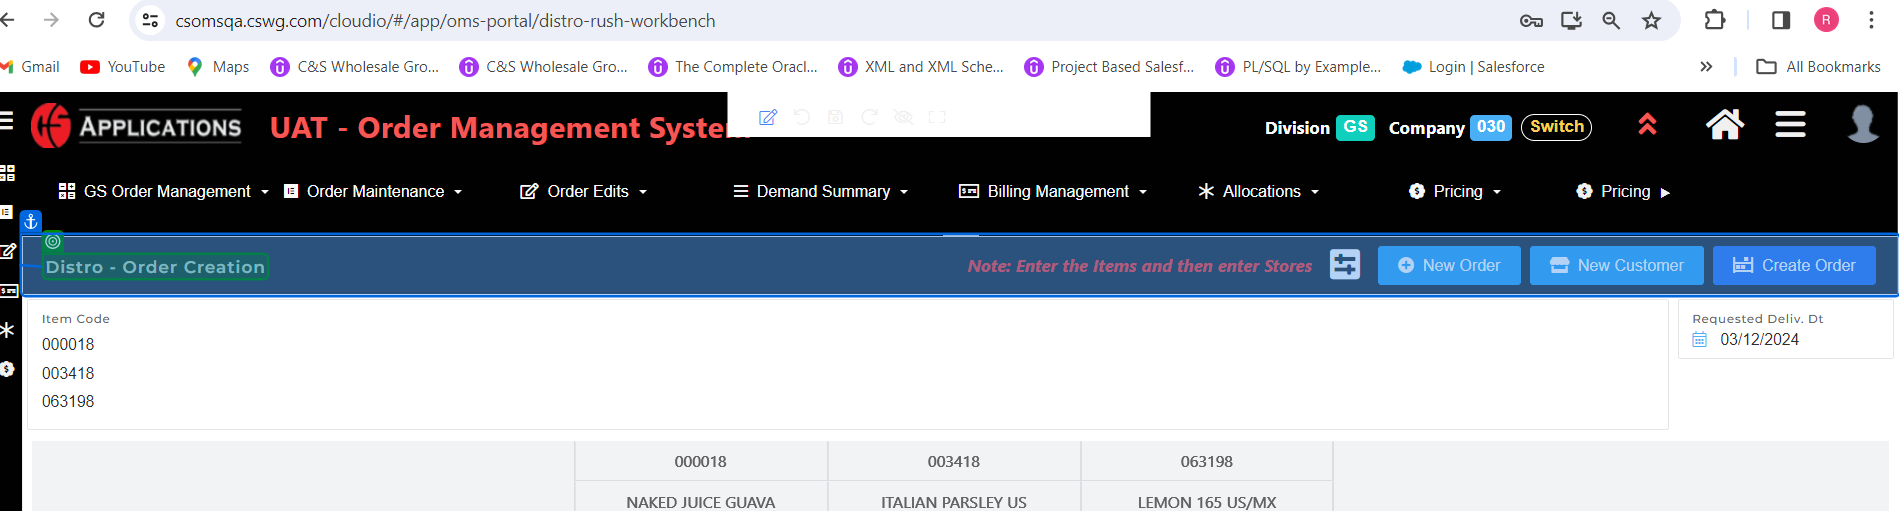 csomsqa.cswg.com/cloudio/#/app/oms-portal/distro-rush-workbench
R
Gmail YouTube Maps C&S Wholesale Gro... C&S Wholesale Gro... The Complete Oracl... XML and XML Sche... Project Based Salesf... PL/SQL by Example... Login | Salesforce » All Bookmarks
APPLICATIONS UAT - Order Management System Division GS Company 030 Switch
GS Order Management Order Maintenance Order Edits Demand Summary Billing Management Allocations Pricing Pricing
Distro - Order Creation Note: Enter the Items and then enter Stores New Order New Customer Create Order
Item Code Requested Deliv. Dt
000018 03/12/2024
003418
063198
000018 003418 063198
NAKED JUICE GUAVA ITALIAN PARSLEY US LEMON 165 US/MX